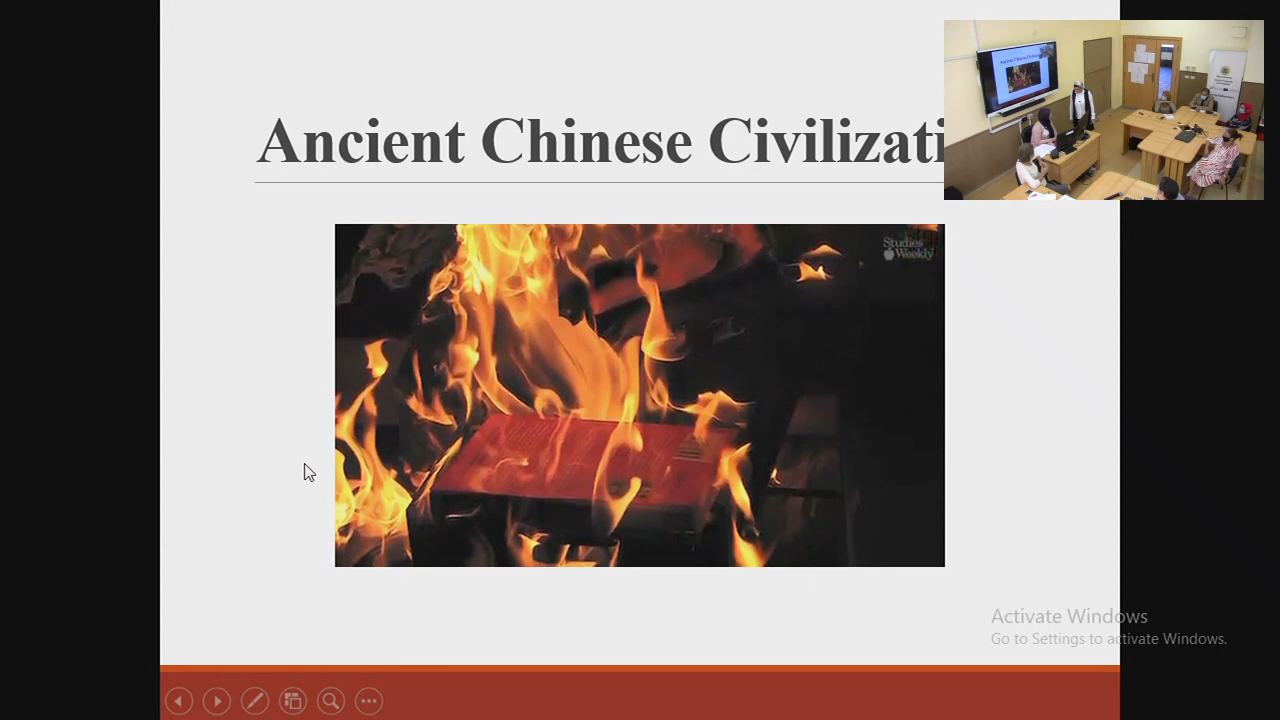 Ancient Chinese Civilizati
Studies
Weekly
Activate Windows
Go to Settings to activate Windows.